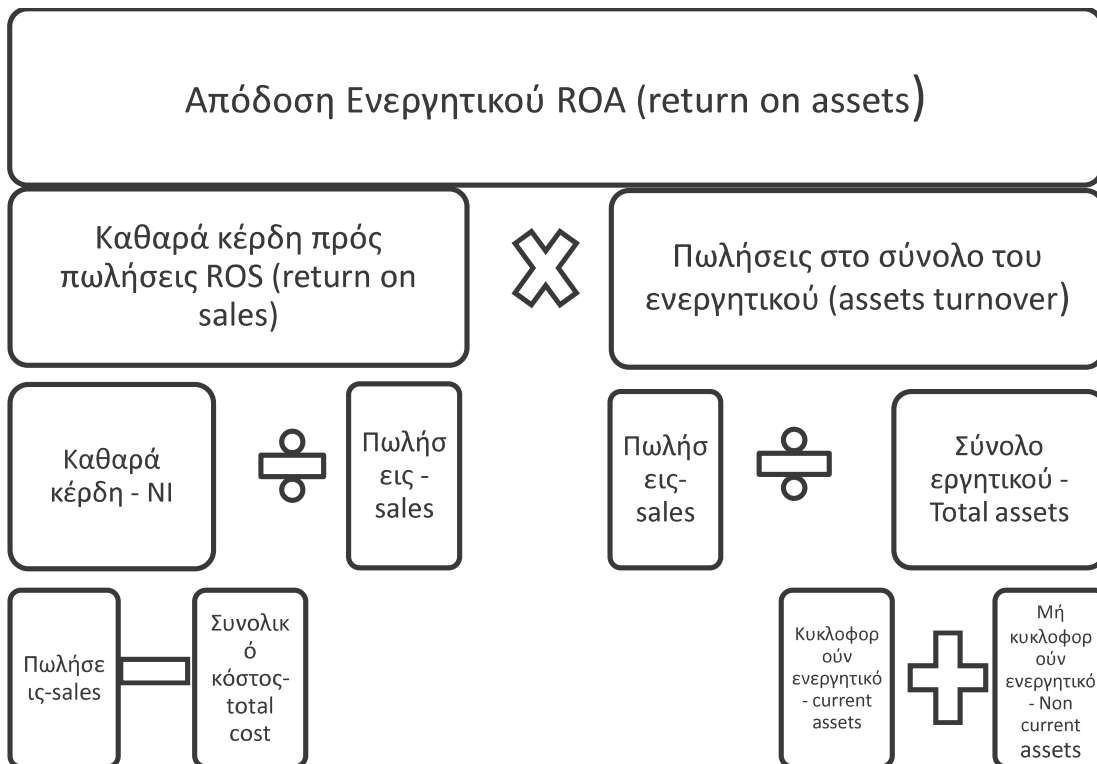 Απόδοση Ενεργητικού ROA (return on assets)
Καθαρά κέρδη πρός
πωλήσεις ROS (return on
sales)
Πωλήσεις στο σύνολο του
ενεργητικού (assets turnover)
Καθαρά
κέρδη - NI
Πωλήσ
εις -
sales
Πωλήσ
εις-
sales
Σύνολο
εργητικού -
Total assets
Πωλήσε
ις-sales
Συνολικ
ό
κόστος-
total
cost
Κυκλοφορ
ούν
ενεργητικό
- current
assets
Μή
κυκλοφορ
ούν
ενεργητικό
- Non
current
assets